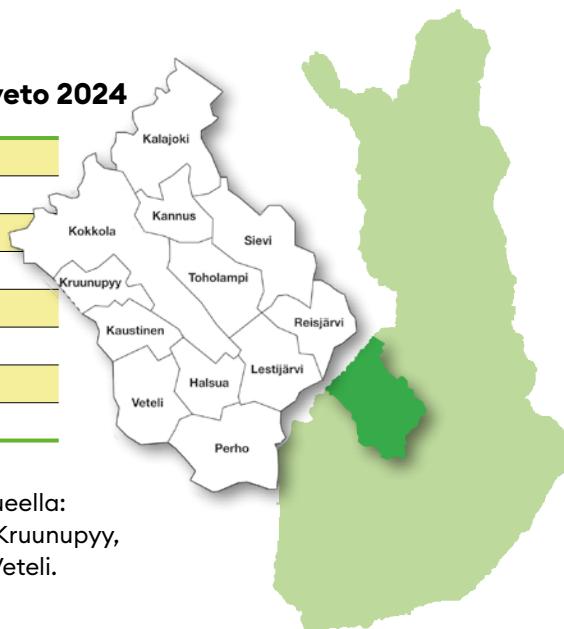 veto 2024
Kalajoki
Kannus
Kokkola
Sievi
Toholampi
Kruunupyy
Reisjärvi
Kaustinen
Lestijärvi
Halsua
Veteli
Perho
ueella:
Kruunupyy,
Veteli.